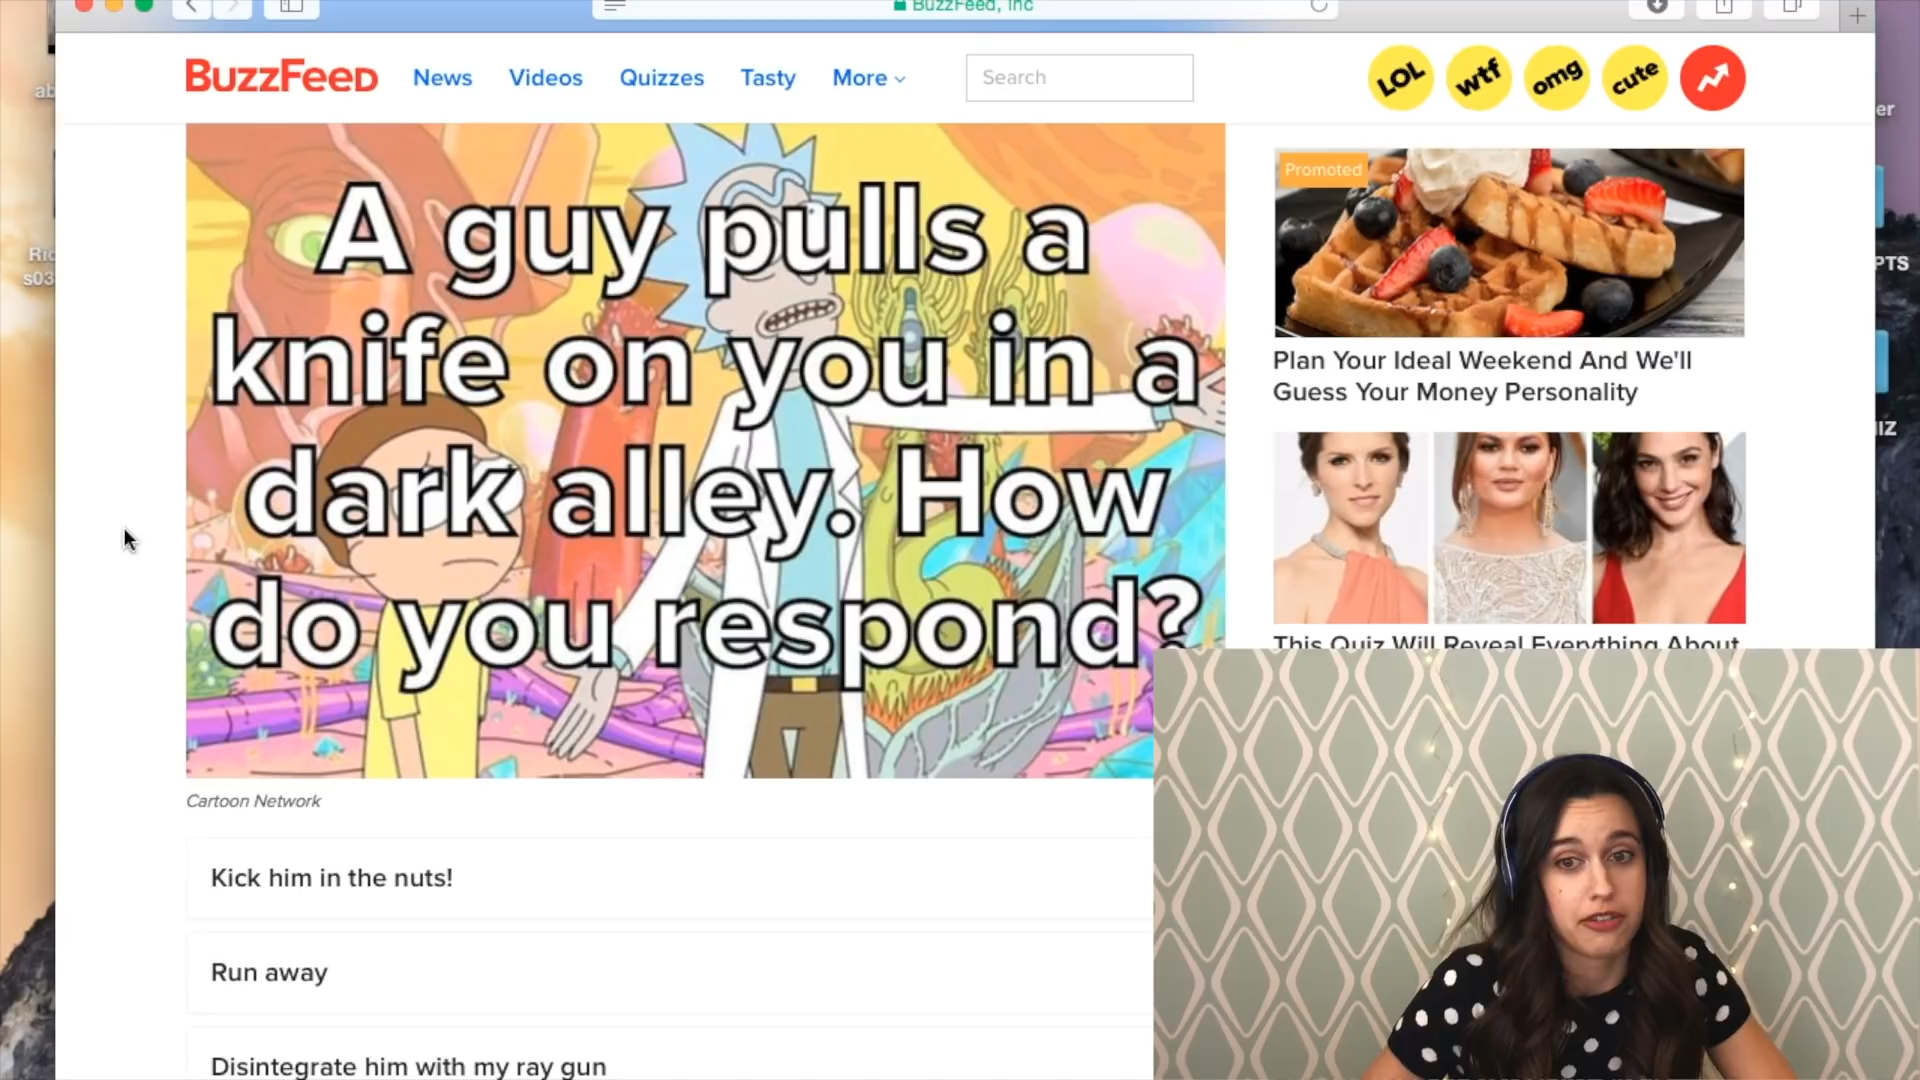 BuzzFeed, Inc
BuzzFeeD
News
Videos
Quizzes
Tasty
More
Search
LOL
wtf
omg
cute
A guy pulls a
knife on you in a
dark alley. How
do you respond?
Cartoon Network
Kick him in the nuts!
Run away
Disintegrate him with my ray gun
Promoted
Plan Your Ideal Weekend And We'll
Guess Your Money Personality
This Quiz Will Reveal Everything About